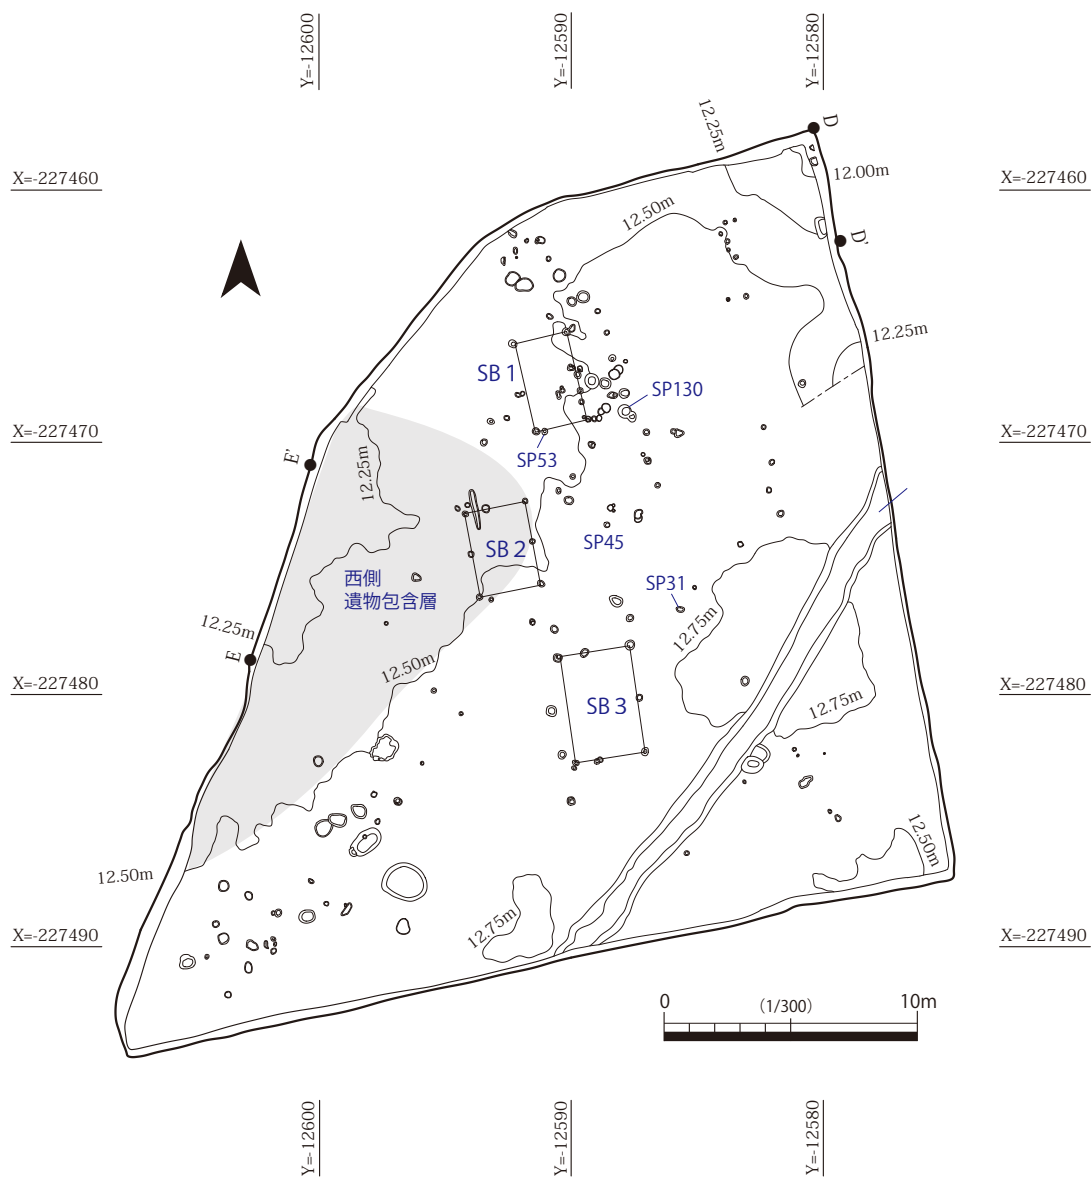 Y=-12600
Y=-12590
Y=-12580
D
12.25m
X=-227460
12.00m
X=-227460
12.50m
D'
12.25m
SB 1
SP130
X=-227470
X=-227470
E'
SP53
12.25m
SB 2
SP45
西側
遺物包含層
SP31
12.25m
12.75m
E
12.50m
X=-227480
X=-227480
SB 3
12.75m
12.50m
12.50m
12.75m
X=-227490
X=-227490
0
(1/300)
10m
Y=-12600
Y=-12590
Y=-12580